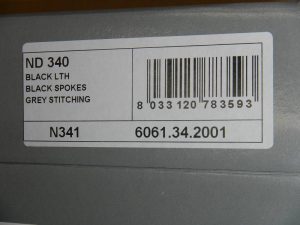 ND 340
BLACK LTH
BLACK SPOKES
GREY STITCHING
8 033120 783593
N341 6061.34.2001